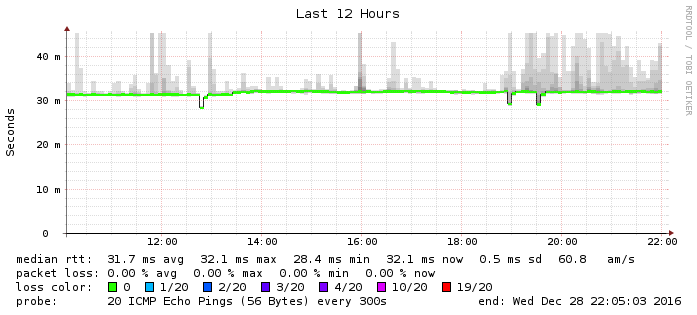 Last 12 Hours
RRDTOOL / TOBI OETIKER
Seconds
40 m
30 m
20 m
10 m
0
12:00 14:00 16:00 18:00 20:00 22:00
median rtt: 31.7 ms avg 32.1 ms max 28.4 ms min 32.1 ms now 0.5 ms sd 60.8 am/s
packet loss: 0.00 % avg 0.00 % max 0.00 % min 0.00 % now
loss color: 0 1/20 2/20 3/20 4/20 10/20 19/20
probe: 20 ICMP Echo Pings (56 Bytes) every 300s end: Wed Dec 28 22:05:03 2016